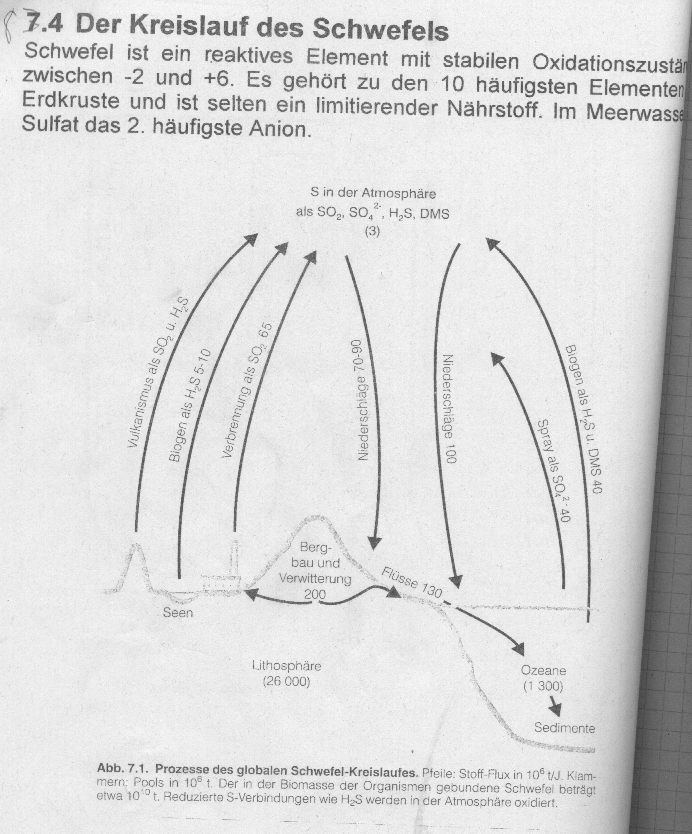 7.4 Der Kreislauf des Schwefels
Schwefel ist ein reaktives Element mit stabilen Oxidationszustän
zwischen -2 und +6. Es gehört zu den 10 häufigsten Elementen
Erdkruste und ist selten ein limitierender Nährstoff. Im Meerwasse
Sulfat das 2. häufigste Anion.
S in der Atmosphäre
als SO₂, SO₄²⁻, H₂S, DMS
(3)
Vulkanismus als SO₂ u. H₂S
Biogen als H₂S 5-10
Verbrennung als SO₂ 65
Niederschläge 70-90
Niederschläge 100
Spray als SO₄²⁻ 40
Biogen als H₂S u. DMS 40
Berg-
bau und
Verwitterung
200
Flüsse 130
Seen
Lithosphäre
(26 000)
Ozeane
(1 300)
Sedimente
Abb. 7.1. Prozesse des globalen Schwefel-Kreislaufes. Pfeile: Stoff-Flux in 10⁶ t/J. Klam-
mern: Pools in 10⁶ t. Der in der Biomasse der Organismen gebundene Schwefel beträgt
etwa 10¹⁰ t. Reduzierte S-Verbindungen wie H₂S werden in der Atmosphäre oxidiert.